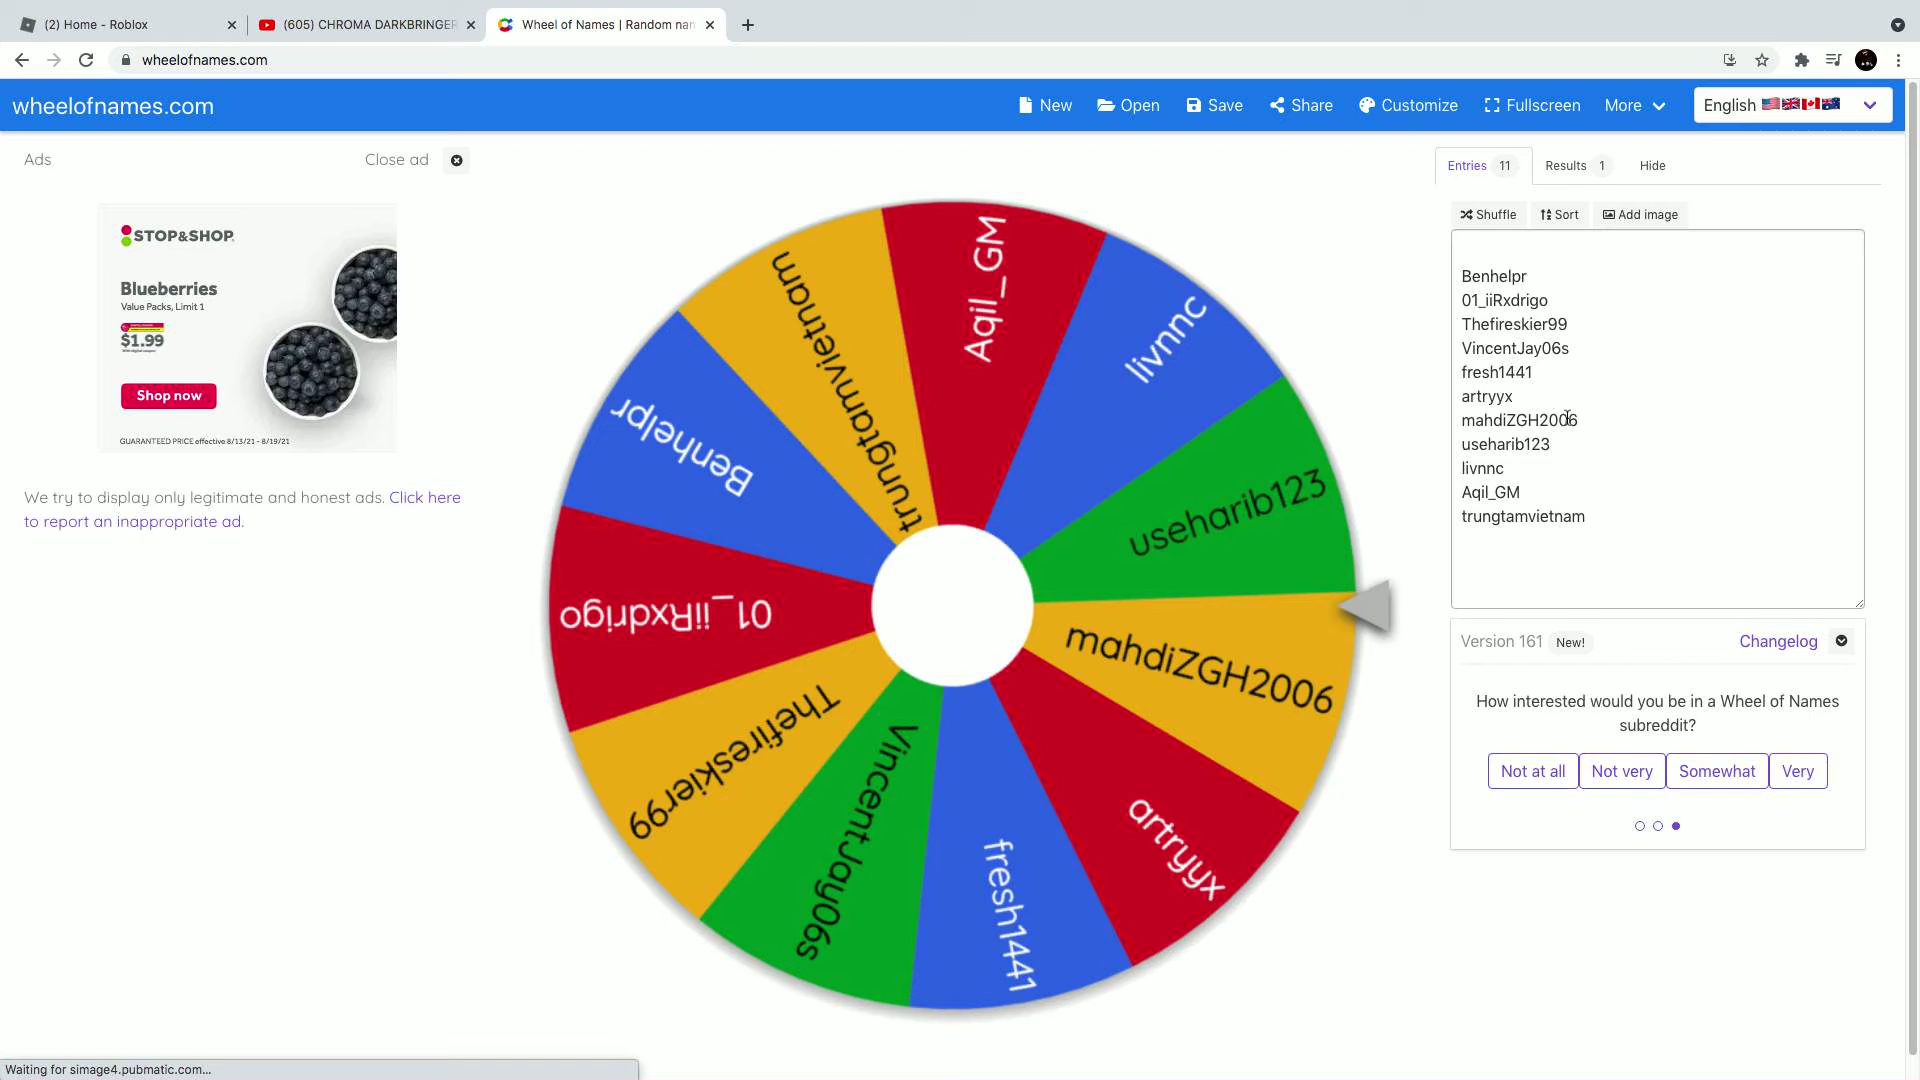 (2) Home - Roblox
(605) CHROMA DARKBRINGER
Wheel of Names | Random nam
wheelofnames.com
wheelofnames.com
New
Open
Save
Share
Customize
Fullscreen
More
English
Ads
Close ad
STOP&SHOP.
Blueberries
Value Packs, Limit 1
$1.99
Shop now
GUARANTEED PRICE effective 8/13/21 - 8/19/21
We try to display only legitimate and honest ads. Click here
to report an inappropriate ad.
Aqil_GM
livnnc
useharib123
mahdiZGH2006
artryyx
fresh1441
VincentJay06s
Thefireskier99
01_iiRxdrigo
Benhelpr
trungtamvietnam
Entries 11
Results 1
Hide
Shuffle
Sort
Add image
Benhelpr
01_iiRxdrigo
Thefireskier99
VincentJay06s
fresh1441
artryyx
mahdiZGH2006
useharib123
livnnc
Aqil_GM
trungtamvietnam
Version 161 New!
Changelog
How interested would you be in a Wheel of Names
subreddit?
Not at all
Not very
Somewhat
Very
Waiting for simage4.pubmatic.com...